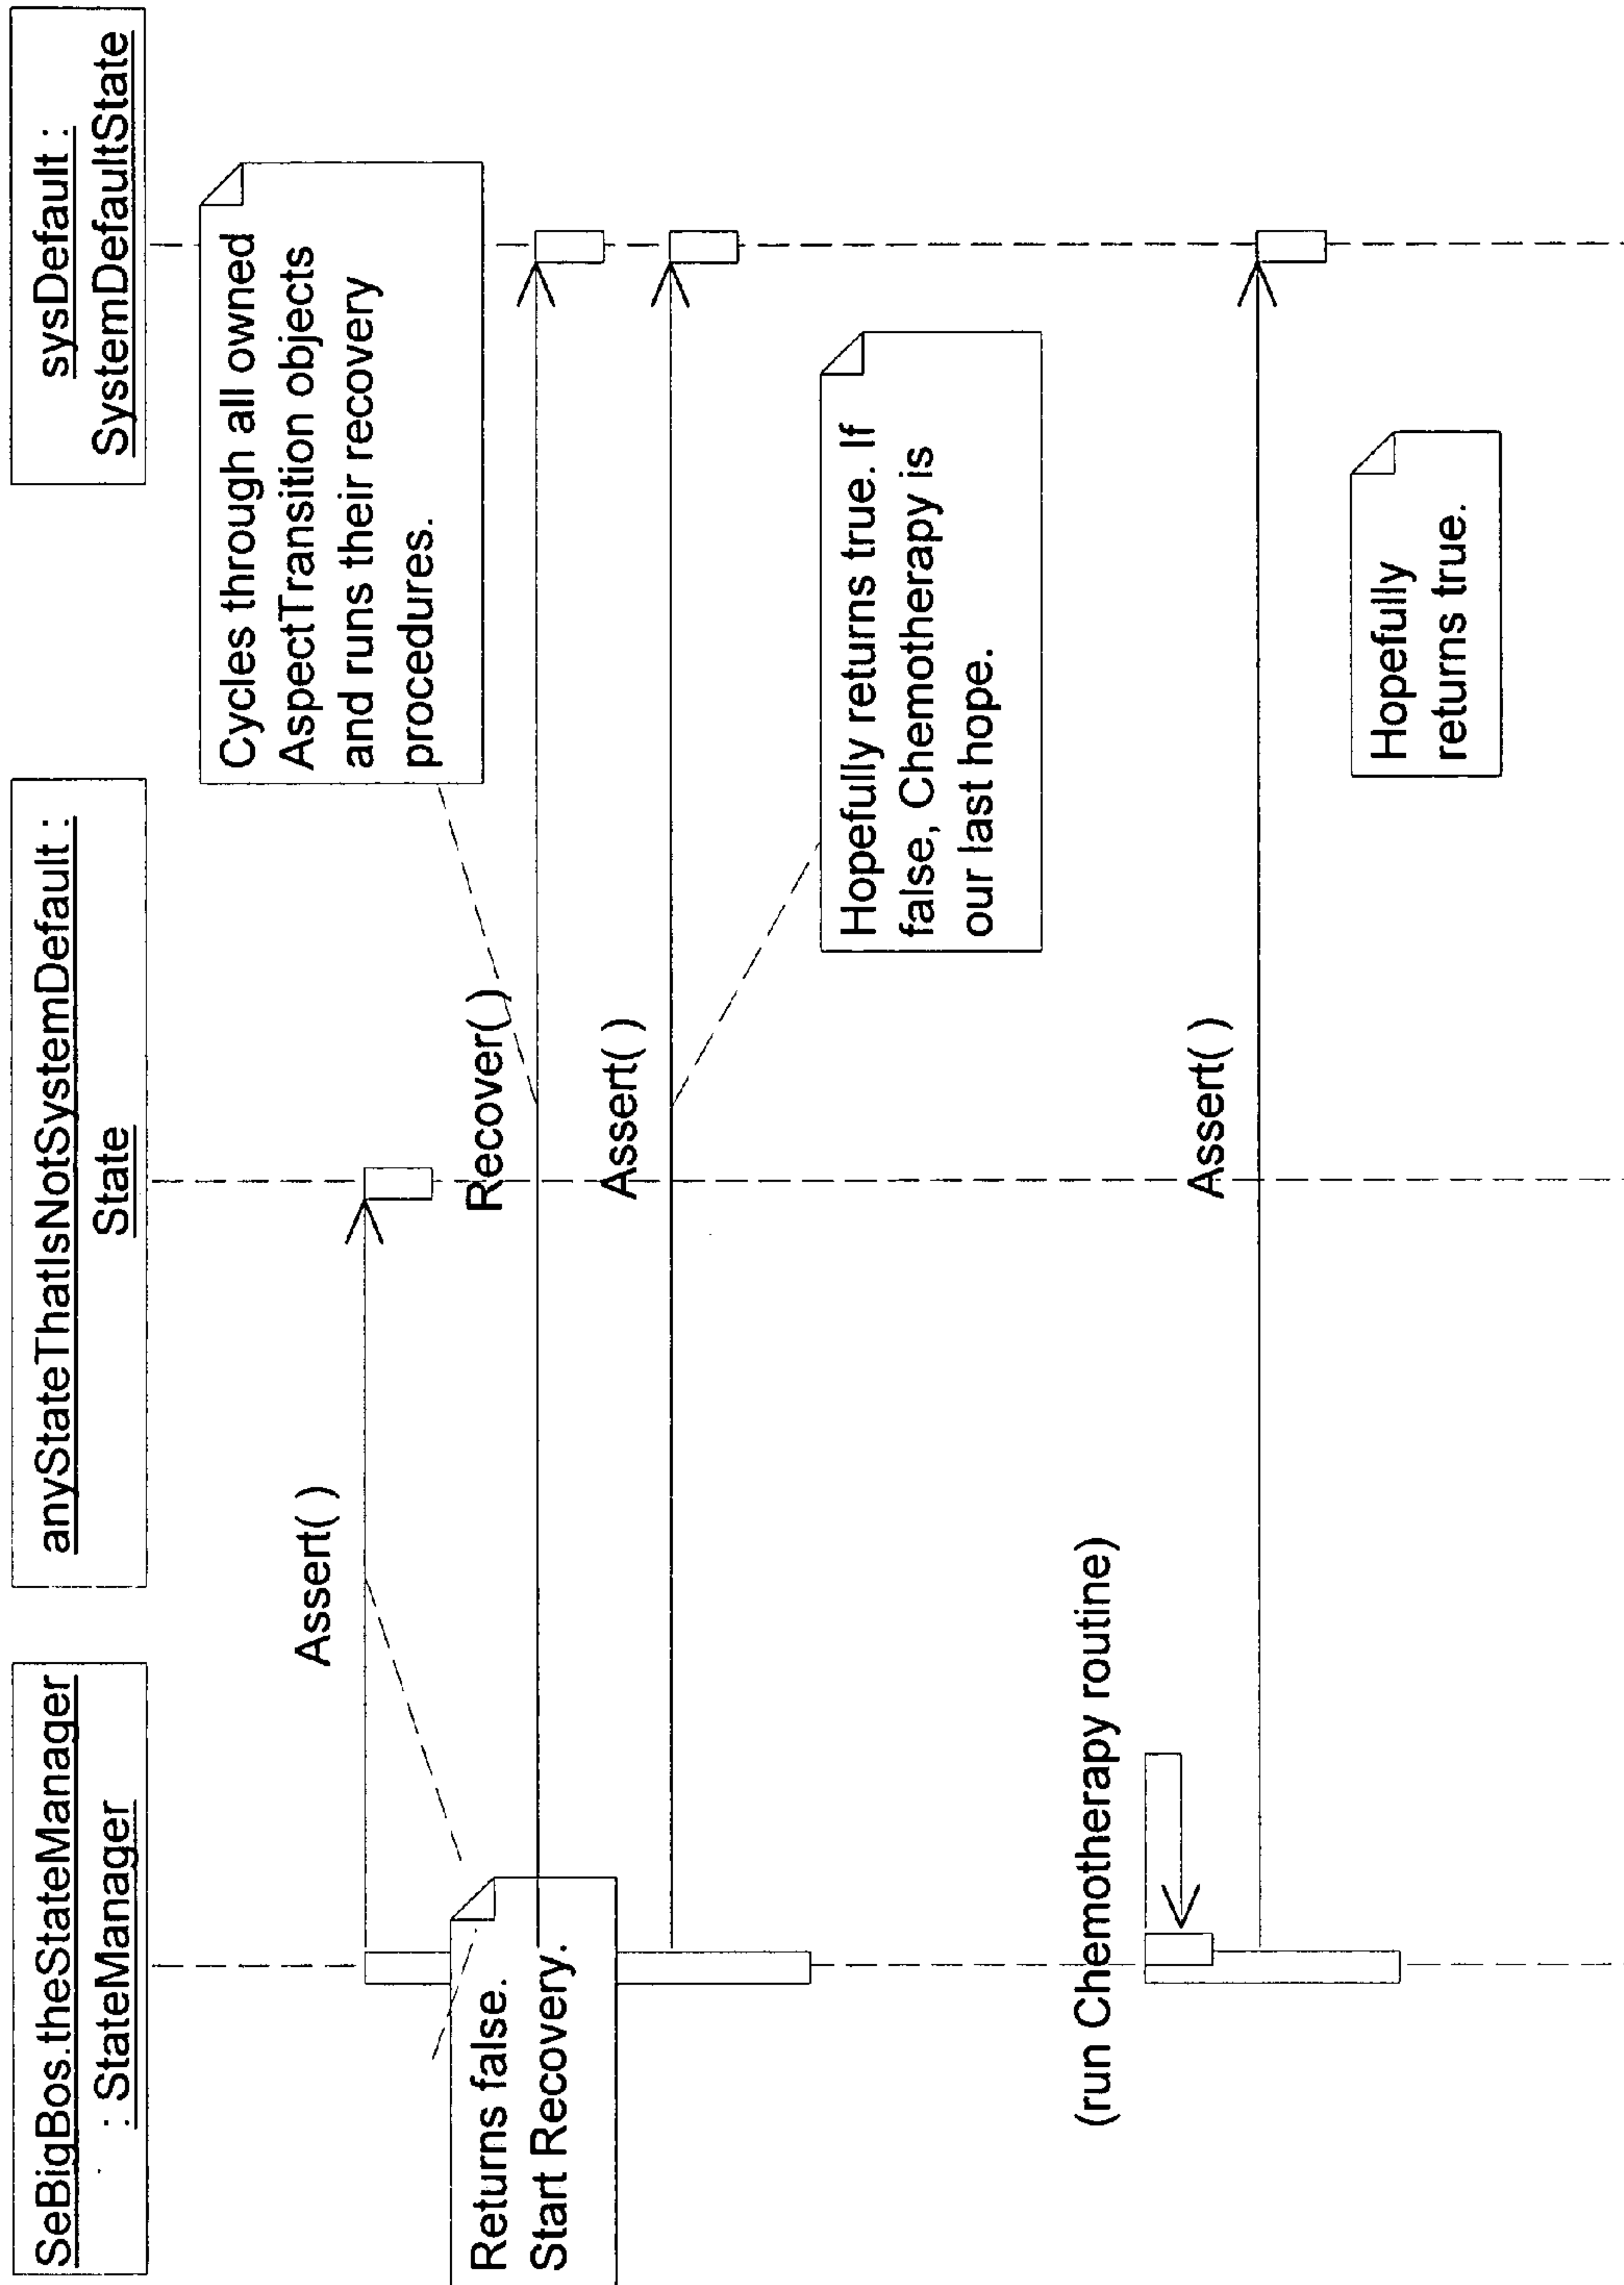 SeBigBos.theStateManager
: StateManager
anyStateThatIsNotSystemDefault :
State
sysDefault :
SystemDefaultState
Cycles through all owned
AspectTransition objects
and runs their recovery
procedures.
Assert( )
Returns false.
Start Recovery.
Recover( )
Assert( )
Hopefully returns true. If
false, Chemotherapy is
our last hope.
(run Chemotherapy routine)
Assert( )
Hopefully
returns true.